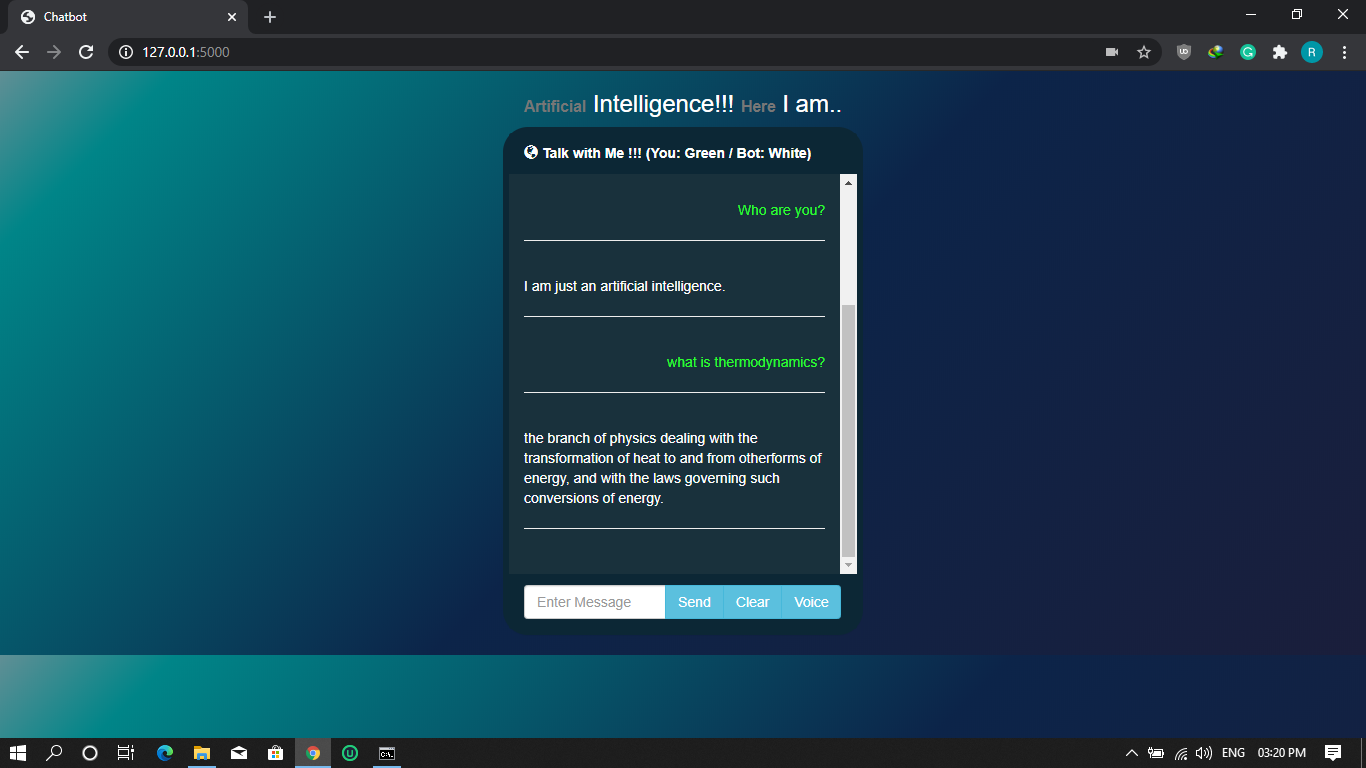 Chatbot
127.0.0.1:5000
UD
G
R
Artificial Intelligence!!! Here I am..
Talk with Me !!! (You: Green / Bot: White)
Who are you?
I am just an artificial intelligence.
what is thermodynamics?
the branch of physics dealing with the
transformation of heat to and from otherforms of
energy, and with the laws governing such
conversions of energy.
Enter Message
Send
Clear
Voice
ENG
03:20 PM